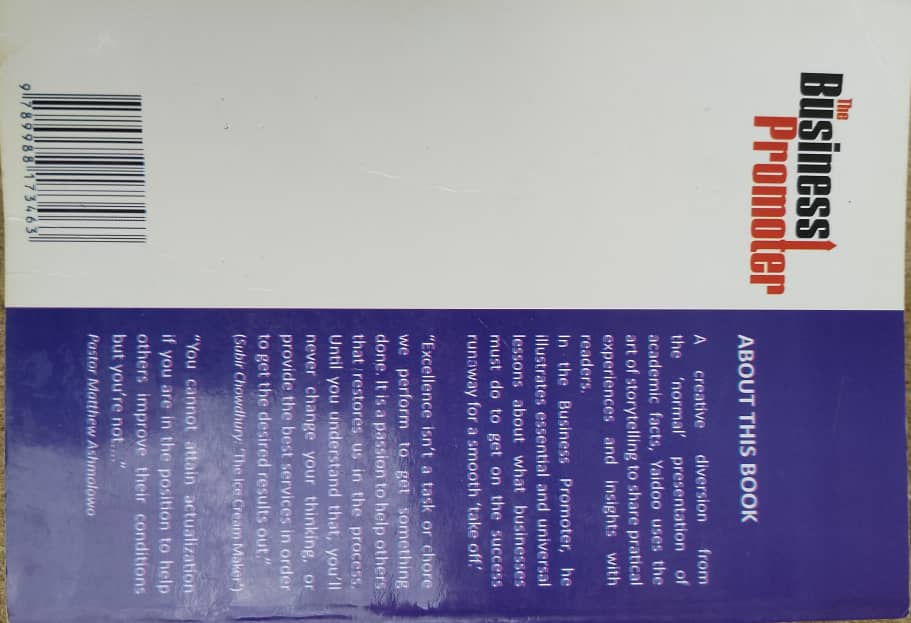 The
Business
Promoter
ABOUT THIS BOOK
A creative diversion from
the 'normal' presentation of
academic facts, Yaidoo uses the
art of storytelling to share pratical
experiences and insights with
readers.
In the Business Promoter, he
illustrates essential and universal
lessons about what businesses
must do to get on the success
runway for a smooth 'take off.'
"Excellence isn't a task or chore
we perform to get something
done. It is a passion to help others
that restores us in the process.
Until you understand that, you'll
never change your thinking, or
provide the best services in order
to get the desired results out."
(Subir Chowdhury: 'The Ice Cream Maker')
"You cannot attain actualization
if you are in the position to help
others improve their conditions
but you're not...."
Pastor Matthew Ashimolowo
9789988173463